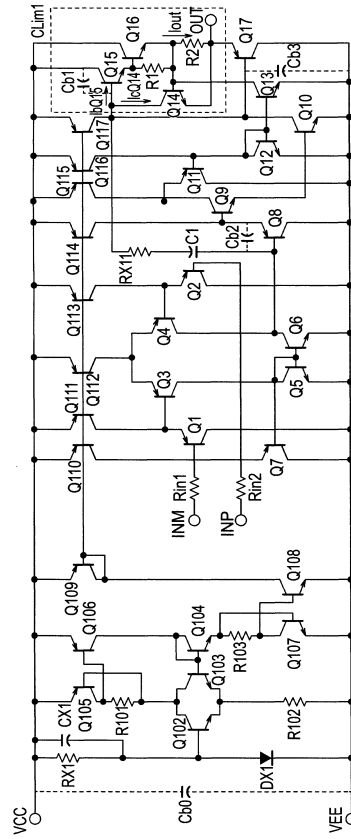 CLim1
Q16
Iout
OUT
Q17
Cb1
Q15
IbQ15
R1
R2
IcQ14
Q14
Cb3
Q13
Q117
Q10
Q115
Q116
Q11
Q12
Q9
Q114
Cb2
Q8
RX11
C1
Q113
Q2
Q4
Q6
Q111
Q112
Q3
Q5
Q110
Q1
Q7
Rin1
Rin2
INM
INP
Q109
Q108
Q106
Q104
R103
Q107
Q105
Q103
R101
Q102
R102
CX1
RX1
DX1
Cb0
VCC
VEE